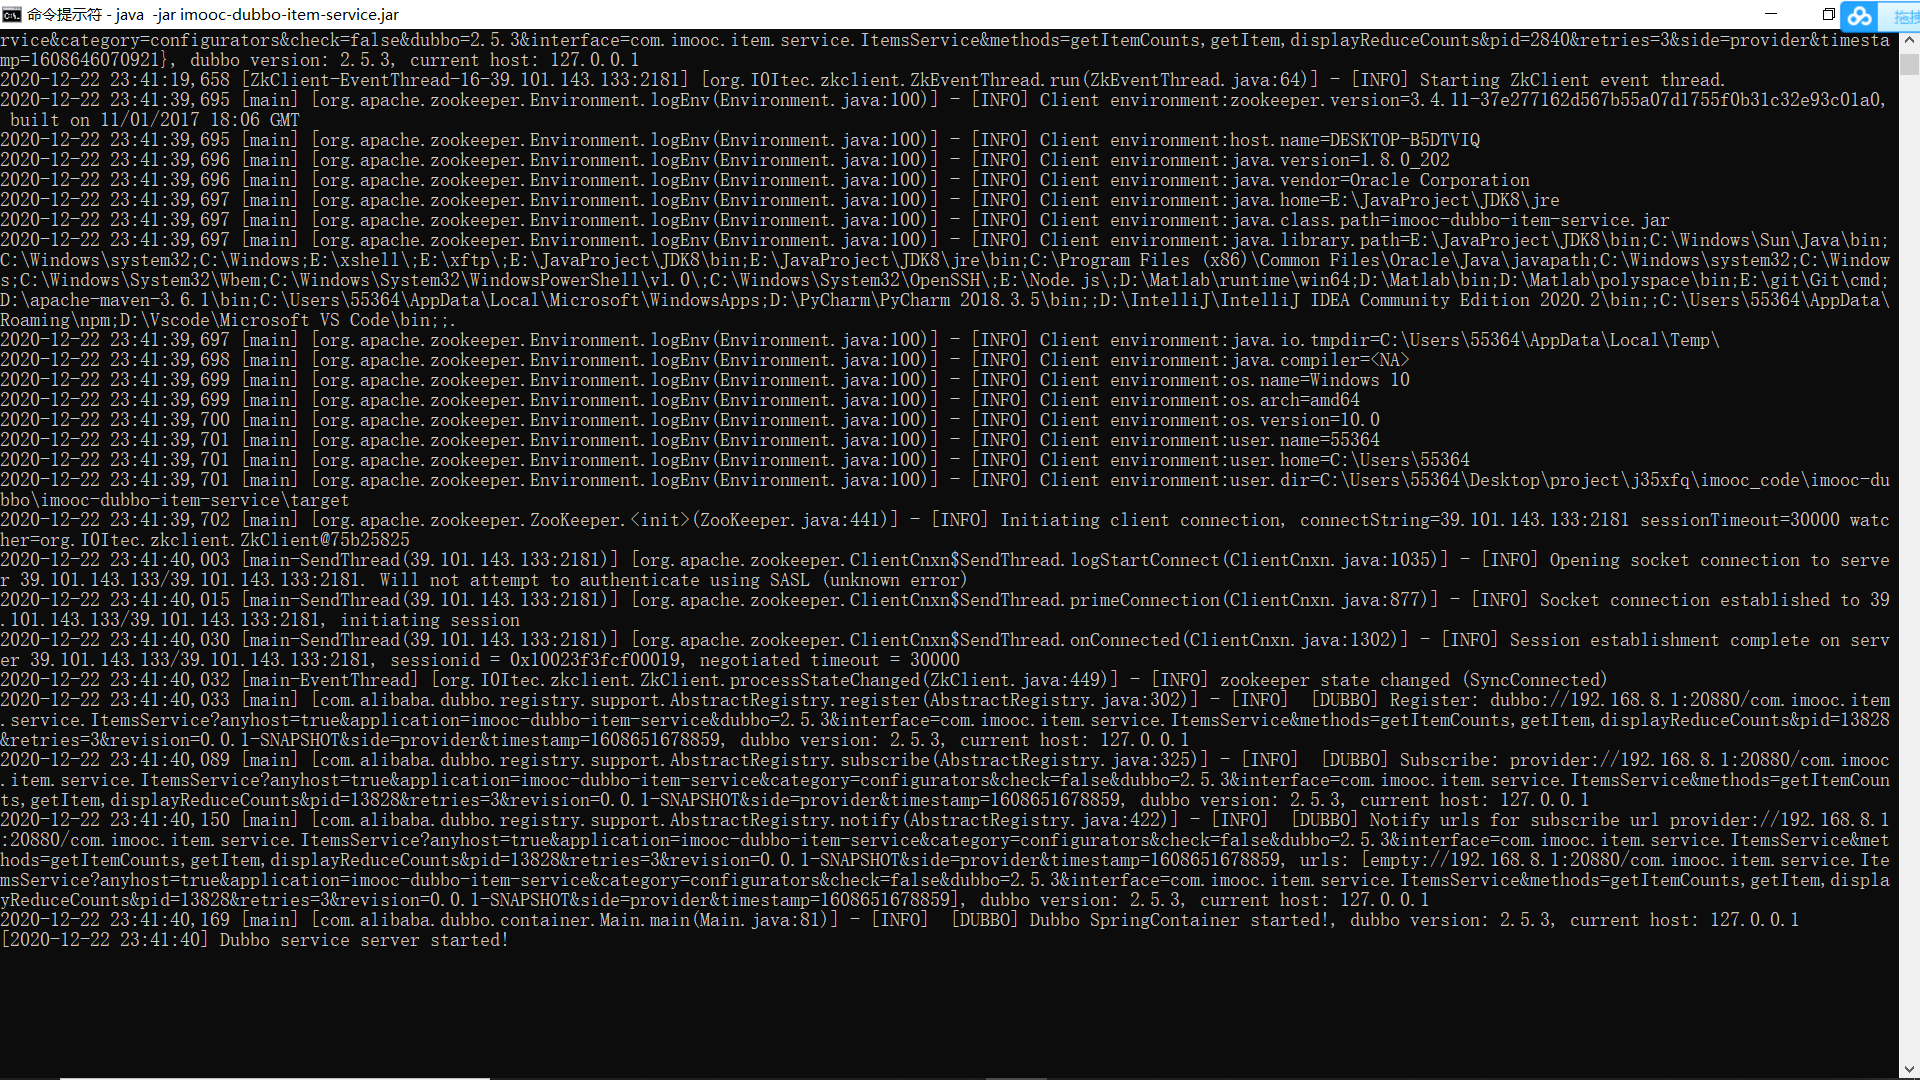 命令提示符 - java  -jar imooc-dubbo-item-service.jar
拖拽
rvice&category=configurators&check=false&dubbo=2.5.3&interface=com.imooc.item.service.ItemsService&methods=getItemCounts,getItem,displayReduceCounts&pid=2840&retries=3&side=provider&timesta
mp=1608646070921}, dubbo version: 2.5.3, current host: 127.0.0.1
2020-12-22 23:41:19,658 [ZkClient-EventThread-16-39.101.143.133:2181] [org.I0Itec.zkclient.ZkEventThread.run(ZkEventThread.java:64)] - [INFO] Starting ZkClient event thread.
2020-12-22 23:41:39,695 [main] [org.apache.zookeeper.Environment.logEnv(Environment.java:100)] - [INFO] Client environment:zookeeper.version=3.4.11-37e277162d567b55a07d1755f0b31c32e93c01a0,
 built on 11/01/2017 18:06 GMT
2020-12-22 23:41:39,695 [main] [org.apache.zookeeper.Environment.logEnv(Environment.java:100)] - [INFO] Client environment:host.name=DESKTOP-B5DTVIQ
2020-12-22 23:41:39,696 [main] [org.apache.zookeeper.Environment.logEnv(Environment.java:100)] - [INFO] Client environment:java.version=1.8.0_202
2020-12-22 23:41:39,696 [main] [org.apache.zookeeper.Environment.logEnv(Environment.java:100)] - [INFO] Client environment:java.vendor=Oracle Corporation
2020-12-22 23:41:39,697 [main] [org.apache.zookeeper.Environment.logEnv(Environment.java:100)] - [INFO] Client environment:java.home=E:\JavaProject\JDK8\jre
2020-12-22 23:41:39,697 [main] [org.apache.zookeeper.Environment.logEnv(Environment.java:100)] - [INFO] Client environment:java.class.path=imooc-dubbo-item-service.jar
2020-12-22 23:41:39,697 [main] [org.apache.zookeeper.Environment.logEnv(Environment.java:100)] - [INFO] Client environment:java.library.path=E:\JavaProject\JDK8\bin;C:\Windows\Sun\Java\bin;
C:\Windows\system32;C:\Windows;E:\xshell\;E:\xftp\;E:\JavaProject\JDK8\bin;E:\JavaProject\JDK8\jre\bin;C:\Program Files (x86)\Common Files\Oracle\Java\javapath;C:\Windows\system32;C:\Window
s;C:\Windows\System32\Wbem;C:\Windows\System32\WindowsPowerShell\v1.0\;C:\Windows\System32\OpenSSH\;E:\Node.js\;D:\Matlab\runtime\win64;D:\Matlab\bin;D:\Matlab\polyspace\bin;E:\git\Git\cmd;
D:\apache-maven-3.6.1\bin;C:\Users\55364\AppData\Local\Microsoft\WindowsApps;D:\PyCharm\PyCharm 2018.3.5\bin;;D:\IntelliJ\IntelliJ IDEA Community Edition 2020.2\bin;;C:\Users\55364\AppData\
Roaming\npm;D:\Vscode\Microsoft VS Code\bin;;.
2020-12-22 23:41:39,697 [main] [org.apache.zookeeper.Environment.logEnv(Environment.java:100)] - [INFO] Client environment:java.io.tmpdir=C:\Users\55364\AppData\Local\Temp\
2020-12-22 23:41:39,698 [main] [org.apache.zookeeper.Environment.logEnv(Environment.java:100)] - [INFO] Client environment:java.compiler=<NA>
2020-12-22 23:41:39,699 [main] [org.apache.zookeeper.Environment.logEnv(Environment.java:100)] - [INFO] Client environment:os.name=Windows 10
2020-12-22 23:41:39,699 [main] [org.apache.zookeeper.Environment.logEnv(Environment.java:100)] - [INFO] Client environment:os.arch=amd64
2020-12-22 23:41:39,700 [main] [org.apache.zookeeper.Environment.logEnv(Environment.java:100)] - [INFO] Client environment:os.version=10.0
2020-12-22 23:41:39,701 [main] [org.apache.zookeeper.Environment.logEnv(Environment.java:100)] - [INFO] Client environment:user.name=55364
2020-12-22 23:41:39,701 [main] [org.apache.zookeeper.Environment.logEnv(Environment.java:100)] - [INFO] Client environment:user.home=C:\Users\55364
2020-12-22 23:41:39,701 [main] [org.apache.zookeeper.Environment.logEnv(Environment.java:100)] - [INFO] Client environment:user.dir=C:\Users\55364\Desktop\project\j35xfq\imooc_code\imooc-du
bbo\imooc-dubbo-item-service\target
2020-12-22 23:41:39,702 [main] [org.apache.zookeeper.ZooKeeper.<init>(ZooKeeper.java:441)] - [INFO] Initiating client connection, connectString=39.101.143.133:2181 sessionTimeout=30000 watc
her=org.I0Itec.zkclient.ZkClient@75b25825
2020-12-22 23:41:40,003 [main-SendThread(39.101.143.133:2181)] [org.apache.zookeeper.ClientCnxn$SendThread.logStartConnect(ClientCnxn.java:1035)] - [INFO] Opening socket connection to serve
r 39.101.143.133/39.101.143.133:2181. Will not attempt to authenticate using SASL (unknown error)
2020-12-22 23:41:40,015 [main-SendThread(39.101.143.133:2181)] [org.apache.zookeeper.ClientCnxn$SendThread.primeConnection(ClientCnxn.java:877)] - [INFO] Socket connection established to 39
.101.143.133/39.101.143.133:2181, initiating session
2020-12-22 23:41:40,030 [main-SendThread(39.101.143.133:2181)] [org.apache.zookeeper.ClientCnxn$SendThread.onConnected(ClientCnxn.java:1302)] - [INFO] Session establishment complete on serv
er 39.101.143.133/39.101.143.133:2181, sessionid = 0x10023f3fcf00019, negotiated timeout = 30000
2020-12-22 23:41:40,032 [main-EventThread] [org.I0Itec.zkclient.ZkClient.processStateChanged(ZkClient.java:449)] - [INFO] zookeeper state changed (SyncConnected)
2020-12-22 23:41:40,033 [main] [com.alibaba.dubbo.registry.support.AbstractRegistry.register(AbstractRegistry.java:302)] - [INFO]  [DUBBO] Register: dubbo://192.168.8.1:20880/com.imooc.item
.service.ItemsService?anyhost=true&application=imooc-dubbo-item-service&dubbo=2.5.3&interface=com.imooc.item.service.ItemsService&methods=getItemCounts,getItem,displayReduceCounts&pid=13828
&retries=3&revision=0.0.1-SNAPSHOT&side=provider&timestamp=1608651678859, dubbo version: 2.5.3, current host: 127.0.0.1
2020-12-22 23:41:40,089 [main] [com.alibaba.dubbo.registry.support.AbstractRegistry.subscribe(AbstractRegistry.java:325)] - [INFO]  [DUBBO] Subscribe: provider://192.168.8.1:20880/com.imooc
.item.service.ItemsService?anyhost=true&application=imooc-dubbo-item-service&category=configurators&check=false&dubbo=2.5.3&interface=com.imooc.item.service.ItemsService&methods=getItemCoun
ts,getItem,displayReduceCounts&pid=13828&retries=3&revision=0.0.1-SNAPSHOT&side=provider&timestamp=1608651678859, dubbo version: 2.5.3, current host: 127.0.0.1
2020-12-22 23:41:40,150 [main] [com.alibaba.dubbo.registry.support.AbstractRegistry.notify(AbstractRegistry.java:422)] - [INFO]  [DUBBO] Notify urls for subscribe url provider://192.168.8.1
:20880/com.imooc.item.service.ItemsService?anyhost=true&application=imooc-dubbo-item-service&category=configurators&check=false&dubbo=2.5.3&interface=com.imooc.item.service.ItemsService&met
hods=getItemCounts,getItem,displayReduceCounts&pid=13828&retries=3&revision=0.0.1-SNAPSHOT&side=provider&timestamp=1608651678859, urls: [empty://192.168.8.1:20880/com.imooc.item.service.Ite
msService?anyhost=true&application=imooc-dubbo-item-service&category=configurators&check=false&dubbo=2.5.3&interface=com.imooc.item.service.ItemsService&methods=getItemCounts,getItem,displa
yReduceCounts&pid=13828&retries=3&revision=0.0.1-SNAPSHOT&side=provider&timestamp=1608651678859], dubbo version: 2.5.3, current host: 127.0.0.1
2020-12-22 23:41:40,169 [main] [com.alibaba.dubbo.container.Main.main(Main.java:81)] - [INFO]  [DUBBO] Dubbo SpringContainer started!, dubbo version: 2.5.3, current host: 127.0.0.1
[2020-12-22 23:41:40] Dubbo service server started!